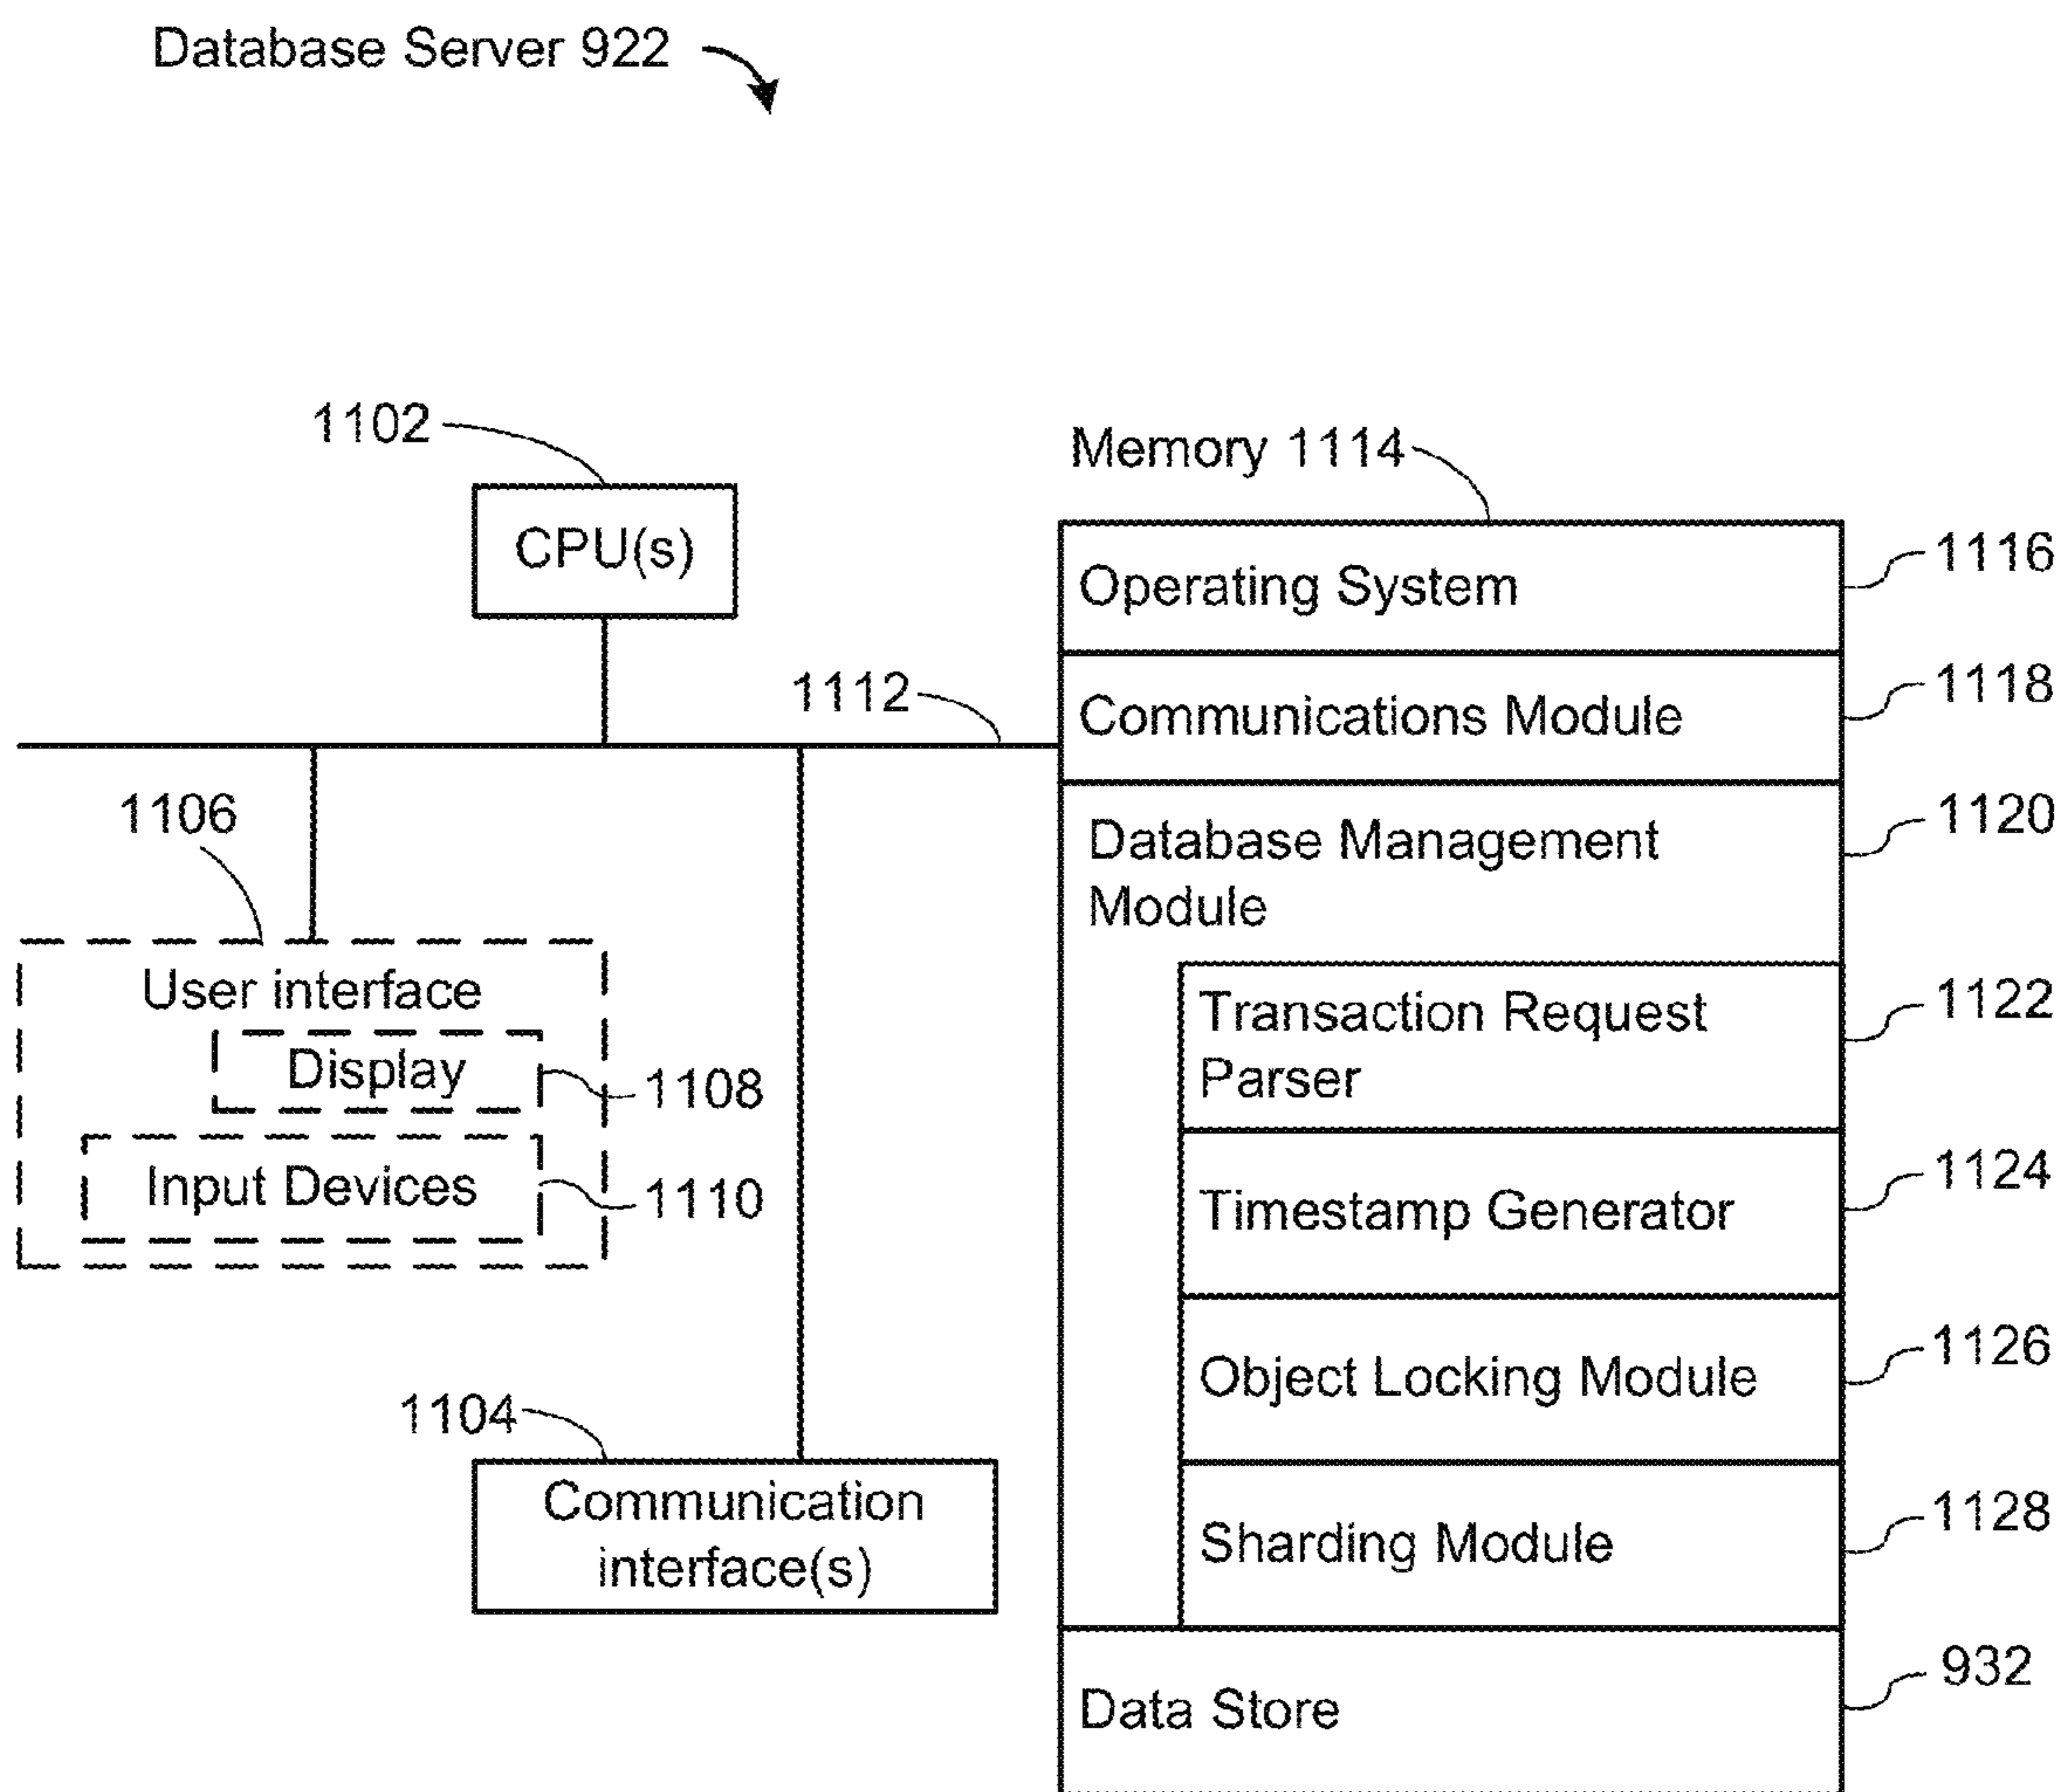 Database Server 922
1102
CPU(s)
1112
1106
User interface
Display
1108
Input Devices
1110
1104
Communication
interface(s)
Memory 1114
Operating System
1116
Communications Module
1118
Database Management
Module
1120
Transaction Request
Parser
1122
Timestamp Generator
1124
Object Locking Module
1126
Sharding Module
1128
Data Store
932